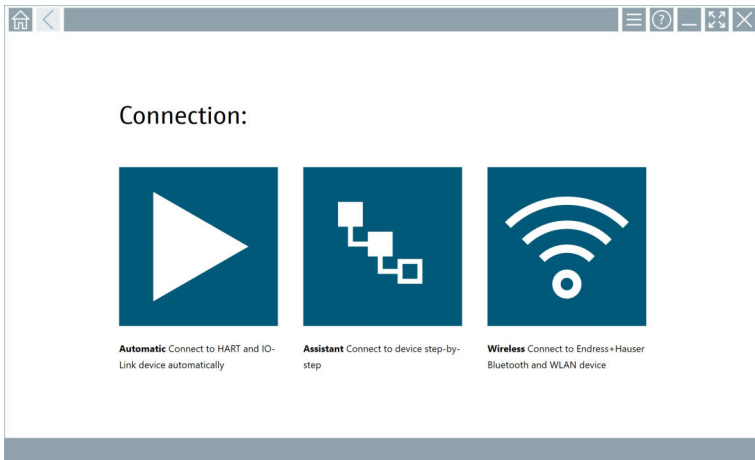 Connection:
Automatic Connect to HART and IO-
Link device automatically
Assistant Connect to device step-by-
step
Wireless Connect to Endress+Hauser
Bluetooth and WLAN device